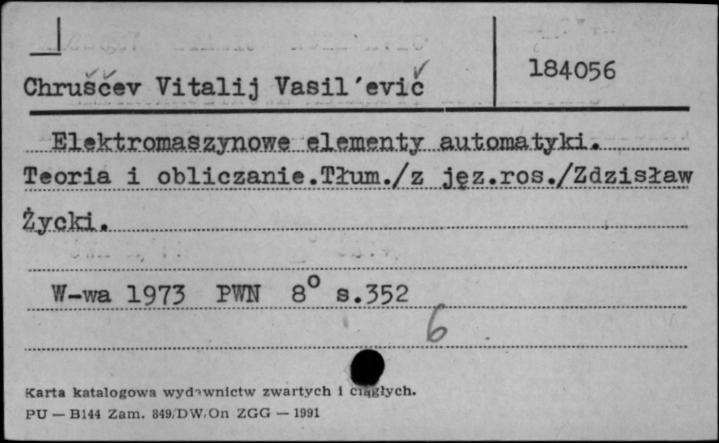 184056
Chruščev Vitalij Vasil'evič
Elektromaszynowe elementy automatyki.
Teoria i obliczanie.Tłum./z jęz.ros./Zdzisław
Życki.
W-wa 1973 PWN 8° s.352
6
Karta katalogowa wydawnictw zwartych i ciągłych.
PU — B144 Zam. 849/DW/On ZGG — 1991